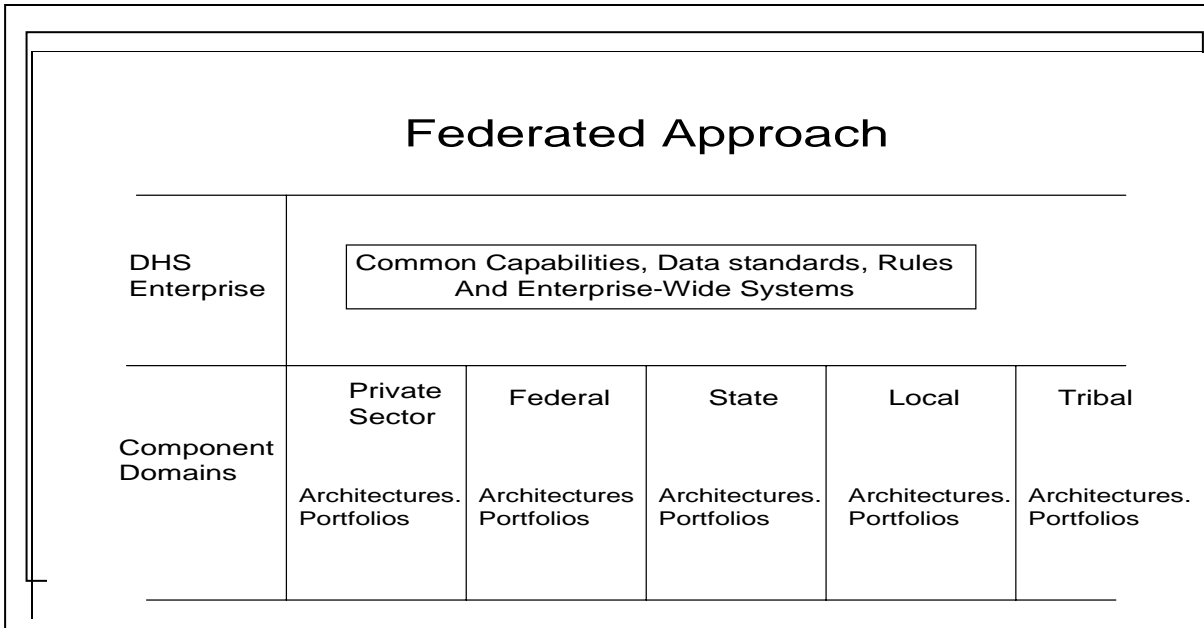 Federated Approach
DHS
Enterprise
Common Capabilities, Data standards, Rules
And Enterprise-Wide Systems
Component
Domains
Private
Sector
Federal
State
Local
Tribal
Architectures.
Portfolios
Architectures
Portfolios
Architectures.
Portfolios
Architectures.
Portfolios
Architectures.
Portfolios